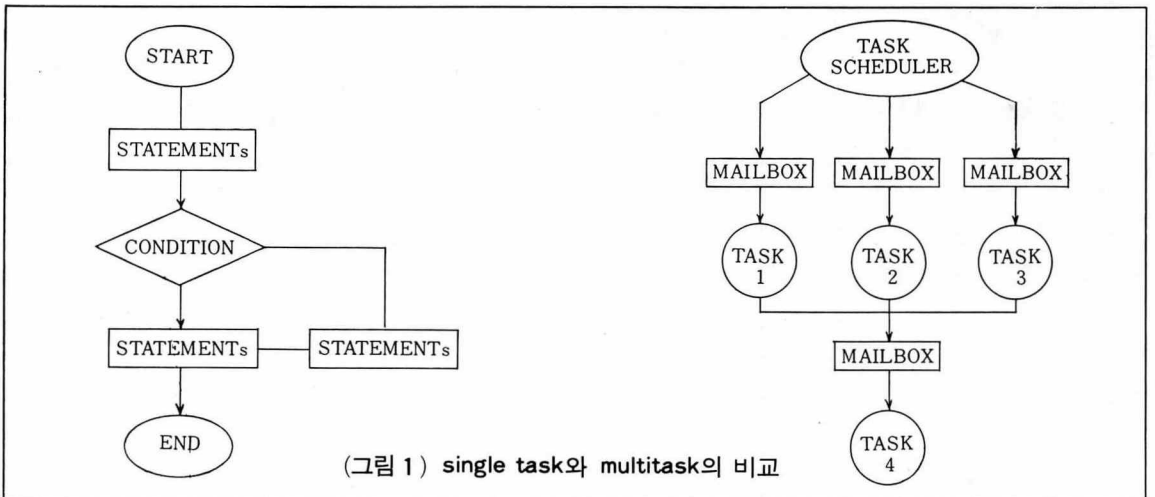 START
STATEMENTs
CONDITION
STATEMENTs
STATEMENTs
END
TASK
SCHEDULER
MAILBOX
MAILBOX
MAILBOX
TASK
1
TASK
2
TASK
3
MAILBOX
TASK
4
(그림 1) single task와 multitask의 비교